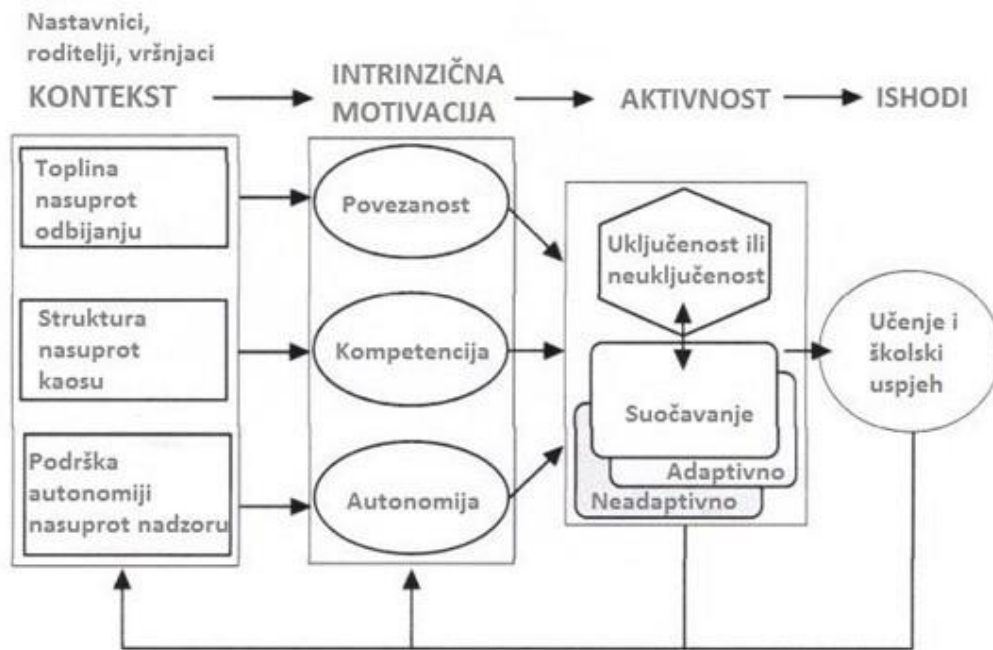 Nastavnici,
roditelji, vršnjaci
KONTEKST
INTRINZIČNA
MOTIVACIJA
AKTIVNOST
ISHODI
Toplina
nasuprot
odbijanju
Povezanost
Uključenost ili
neuključenost
Struktura
nasuprot
kaosu
Kompetencija
Suočavanje
Adaptivno
Neadaptivno
Učenje i
školski
uspjeh
Podrška
autonomiji
nasuprot nadzoru
Autonomija